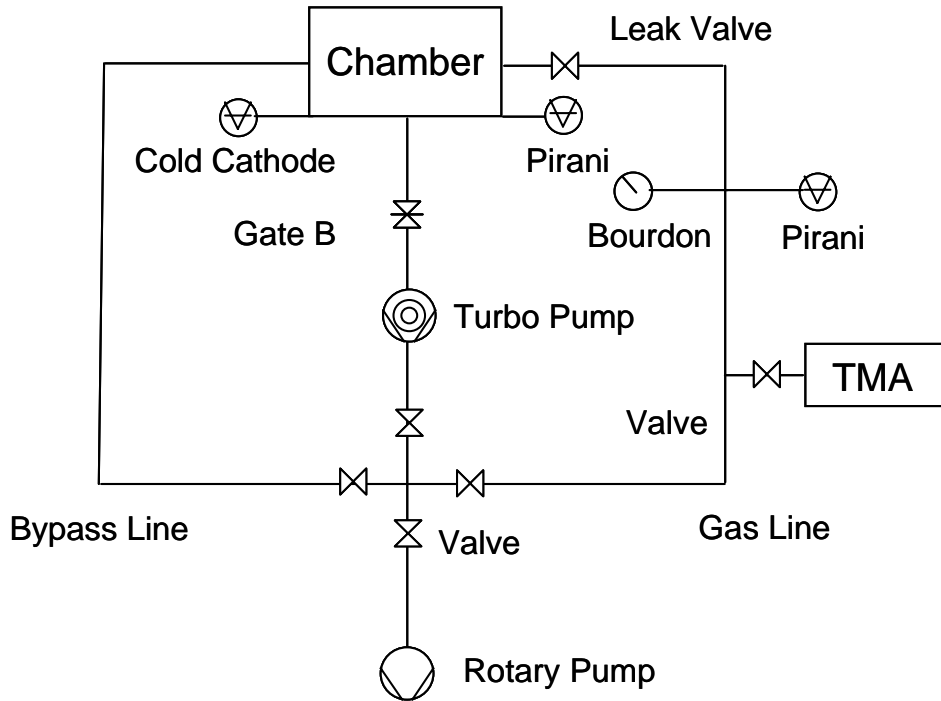 Leak Valve
Chamber
Cold Cathode
Pirani
Gate B
Bourdon
Pirani
Turbo Pump
TMA
Valve
Bypass Line
Valve
Gas Line
Rotary Pump